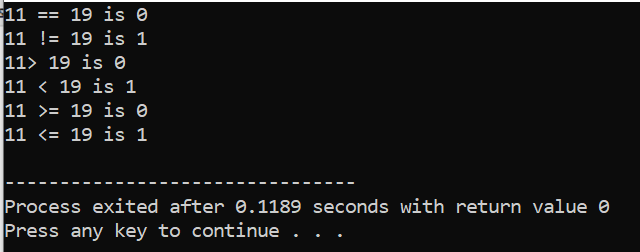 11 == 19 is 0
11 != 19 is 1
11> 19 is 0
11 < 19 is 1
11 >= 19 is 0
11 <= 19 is 1
--------------------------------
Process exited after 0.1189 seconds with return value 0
Press any key to continue . . .